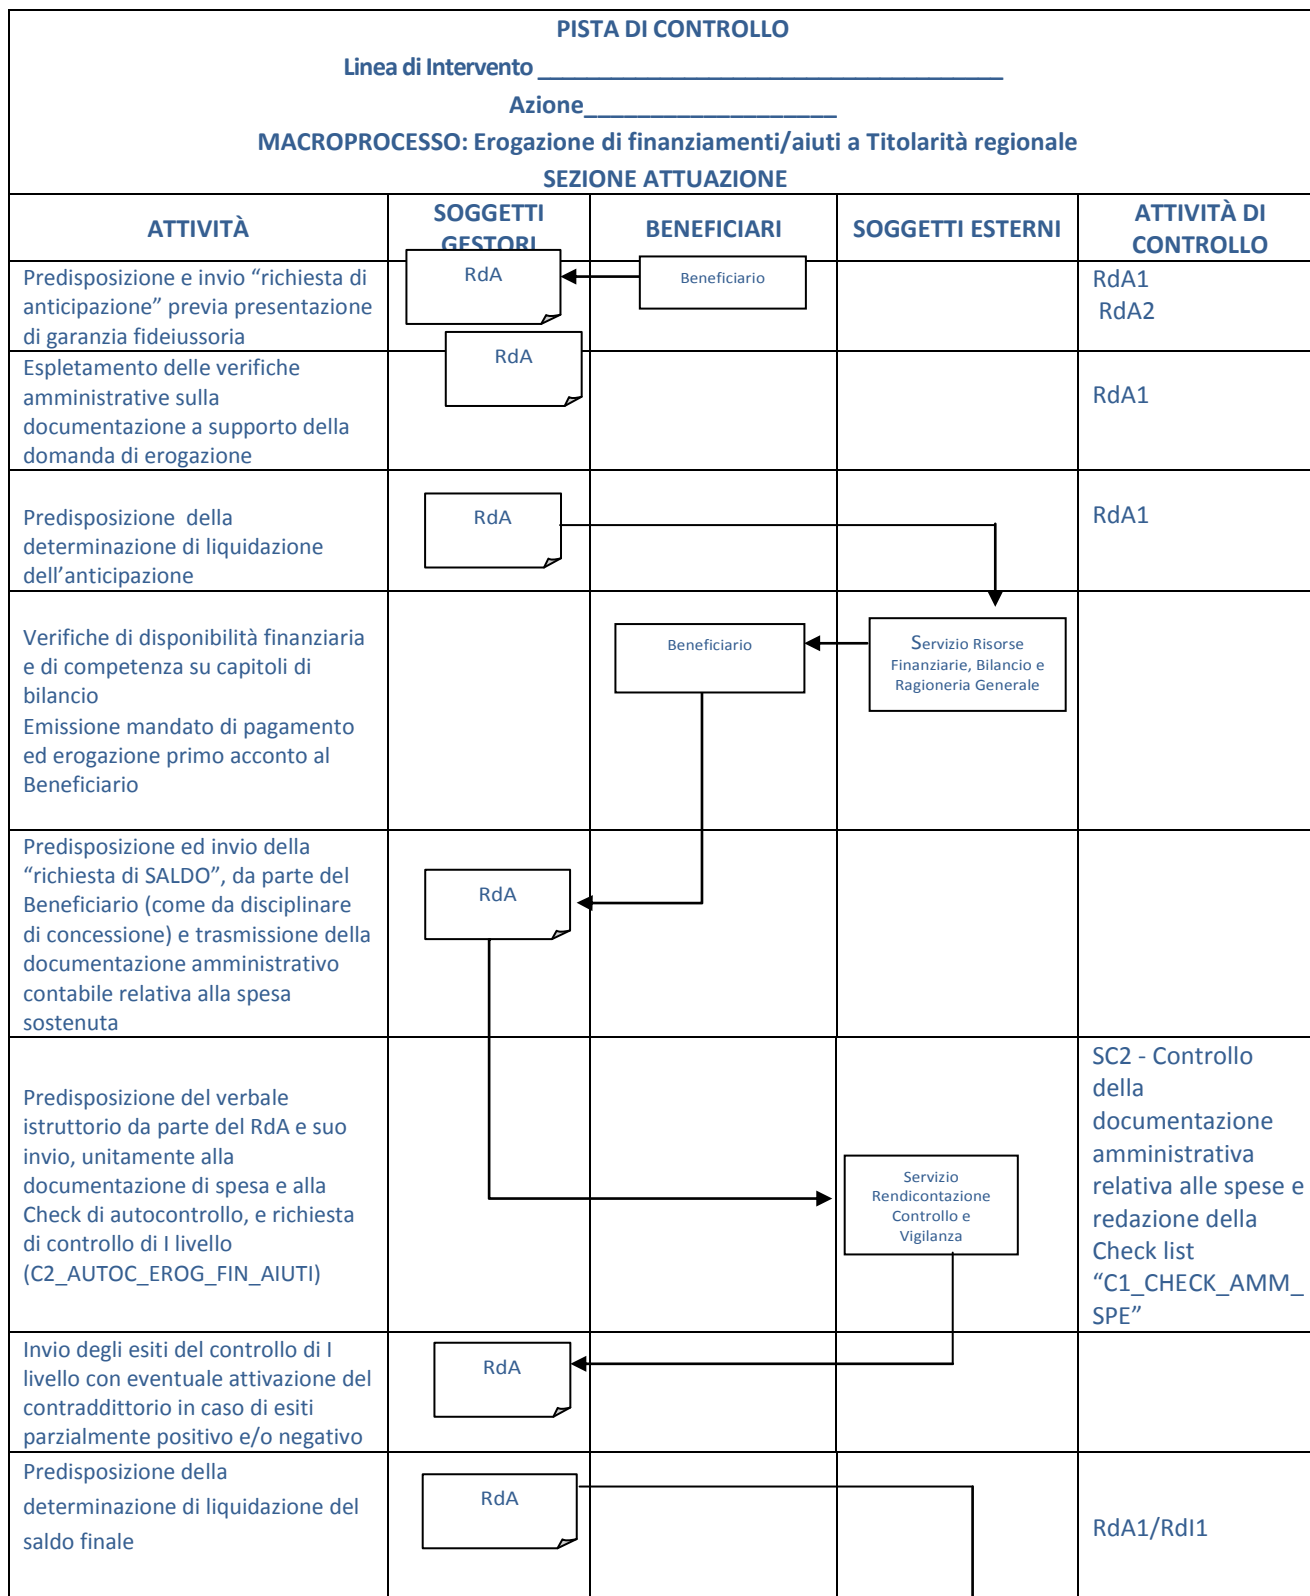 PISTA DI CONTROLLO
Linea di Intervento ___________________________________
Azione___________________
MACROPROCESSO: Erogazione di finanziamenti/aiuti a Titolarità regionale
SEZIONE ATTUAZIONE
ATTIVITÀ
SOGGETTI
GESTORI
BENEFICIARI
SOGGETTI ESTERNI
ATTIVITÀ DI
CONTROLLO
Predisposizione e invio “richiesta di
anticipazione” previa presentazione
di garanzia fideiussoria
RdA
Beneficiario
RdA1
RdA2
Espletamento delle verifiche
amministrative sulla
documentazione a supporto della
domanda di erogazione
RdA
RdA1
Predisposizione della
determinazione di liquidazione
dell’anticipazione
RdA
RdA1
Verifiche di disponibilità finanziaria
e di competenza su capitoli di
bilancio
Emissione mandato di pagamento
ed erogazione primo acconto al
Beneficiario
Beneficiario
Servizio Risorse
Finanziarie, Bilancio e
Ragioneria Generale
Predisposizione ed invio della
“richiesta di SALDO”, da parte del
Beneficiario (come da disciplinare
di concessione) e trasmissione della
documentazione amministrativo
contabile relativa alla spesa
sostenuta
RdA
Predisposizione del verbale
istruttorio da parte del RdA e suo
invio, unitamente alla
documentazione di spesa e alla
Check di autocontrollo, e richiesta
di controllo di I livello
(C2_AUTOC_EROG_FIN_AIUTI)
Servizio
Rendicontazione
Controllo e
Vigilanza
SC2 - Controllo
della
documentazione
amministrativa
relativa alle spese e
redazione della
Check list
“C1_CHECK_AMM_
SPE”
Invio degli esiti del controllo di I
livello con eventuale attivazione del
contraddittorio in caso di esiti
parzialmente positivo e/o negativo
RdA
Predisposizione della
determinazione di liquidazione del
saldo finale
RdA
RdA1/RdI1